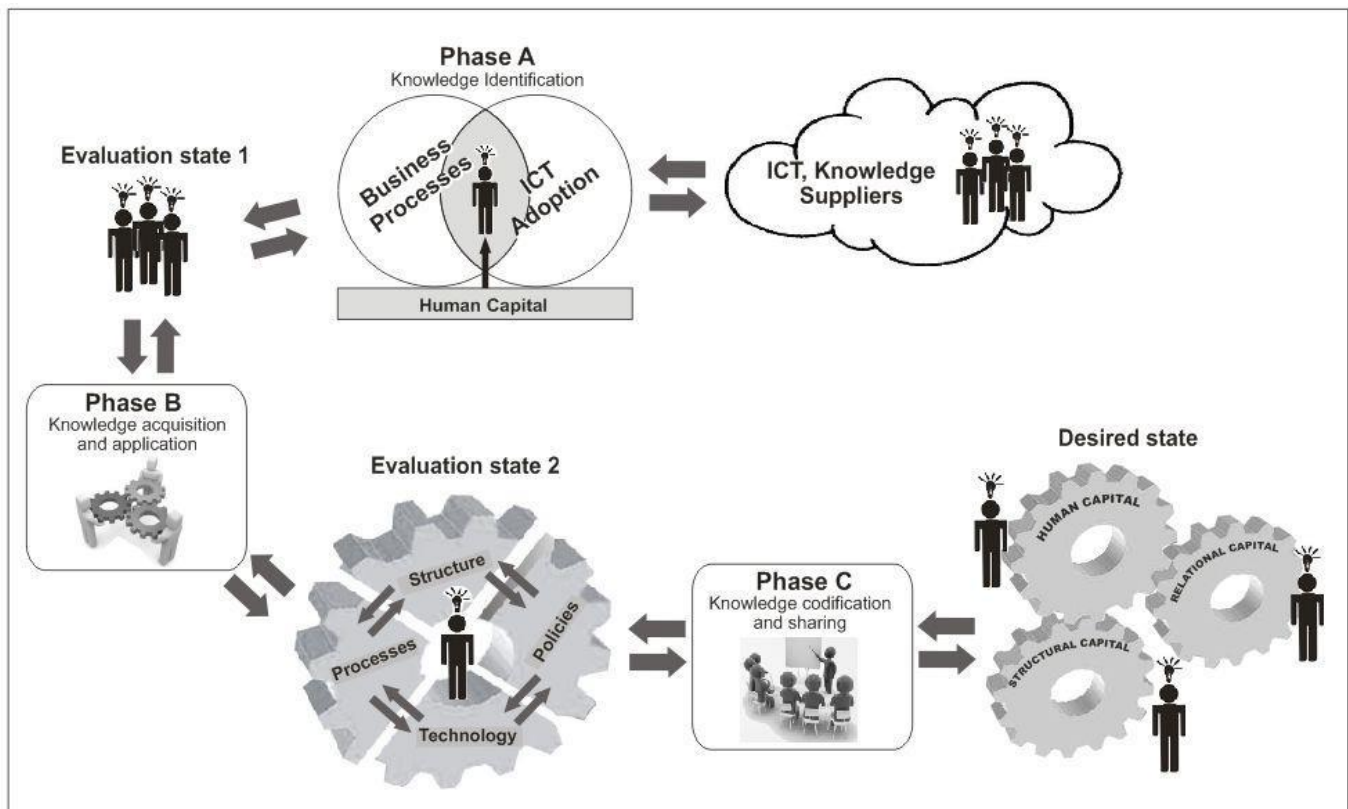 Phase A
Knowledge Identification
Evaluation state 1
Business
Processes
ICT
Adoption
Human Capital
ICT, Knowledge
Suppliers
Phase B
Knowledge acquisition
and application
Evaluation state 2
Structure
Policies
Processes
Technology
Phase C
Knowledge codification
and sharing
Desired state
HUMAN CAPITAL
RELATIONAL CAPITAL
STRUCTURAL CAPITAL